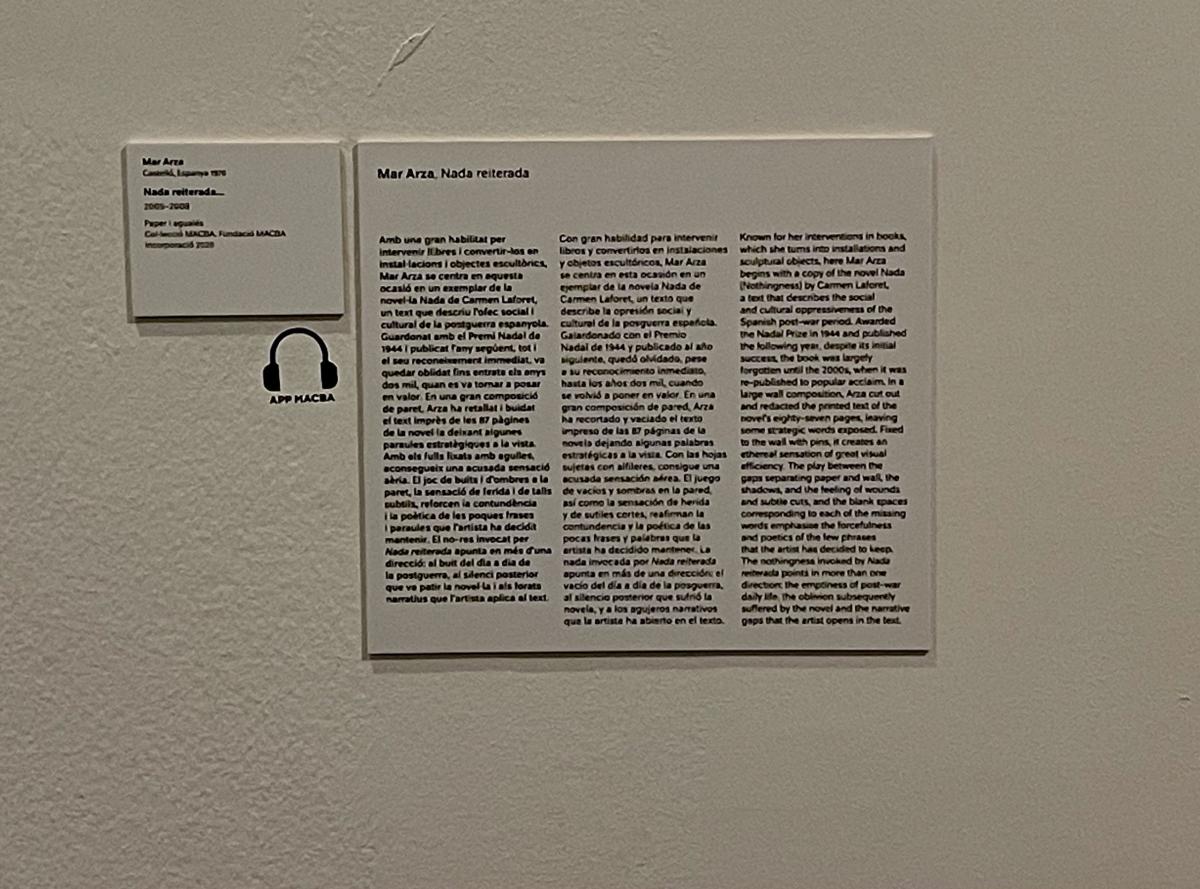 Mar Arza
Castelló, Espanya 1976
Nada reiterada...
2005-2008
Paper i agulles
Col·lecció MACBA. Fundació MACBA
Incorporació 2020
APP MACBA
Mar Arza, Nada reiterada
Amb una gran habilitat per
intervenir llibres i convertir-los en
instal·lacions i objectes escultòrics,
Mar Arza se centra en aquesta
ocasió en un exemplar de la
novel·la Nada de Carmen Laforet,
un text que descriu l'ofec social i
cultural de la postguerra espanyola.
Guardonat amb el Premi Nadal de
1944 i publicat l'any següent, tot i
el seu reconeixement immediat, va
quedar oblidat fins entrats els anys
dos mil, quan es va tornar a posar
en valor. En una gran composició
de paret, Arza ha retallat i buidat
el text imprès de les 87 pàgines
de la novel·la deixant algunes
paraules estratègiques a la vista.
Amb els fulls fixats amb agulles,
aconsegueix una acusada sensació
aèria. El joc de buits i d'ombres a la
paret, la sensació de ferida i de talls
subtils, reforcen la contundència
i la poètica de les poques frases
i paraules que l'artista ha decidit
mantenir. El no-res invocat per
Nada reiterada apunta en més d'una
direcció: al buit del dia a dia de
la postguerra, al silenci posterior
que va patir la novel·la i als forats
narratius que l'artista aplica al text.
Con gran habilidad para intervenir
libros y convertirlos en instalaciones
y objetos escultóricos, Mar Arza
se centra en esta ocasión en un
ejemplar de la novela Nada de
Carmen Laforet, un texto que
describe la opresión social y
cultural de la posguerra española.
Galardonado con el Premio
Nadal de 1944 y publicado al año
siguiente, quedó olvidado, pese
a su reconocimiento inmediato,
hasta los años dos mil, cuando
se volvió a poner en valor. En una
gran composición de pared, Arza
ha recortado y vaciado el texto
impreso de las 87 páginas de la
novela dejando algunas palabras
estratégicas a la vista. Con las hojas
sujetas con alfileres, consigue una
acusada sensación aérea. El juego
de vacíos y sombras en la pared,
así como la sensación de herida
y de sutiles cortes, reafirman la
contundencia y la poética de las
pocas frases y palabras que la
artista ha decidido mantener. La
nada invocada por Nada reiterada
apunta en más de una dirección: el
vacío del día a día de la posguerra,
al silencio posterior que sufrió la
novela, y a los agujeros narrativos
que la artista ha abierto en el texto.
Known for her interventions in books,
which she turns into installations and
sculptural objects, here Mar Arza
begins with a copy of the novel Nada
(Nothingness) by Carmen Laforet,
a text that describes the social
and cultural oppressiveness of the
Spanish post-war period. Awarded
the Nadal Prize in 1944 and published
the following year, despite its initial
success, the book was largely
forgotten until the 2000s, when it was
re-published to popular acclaim. In a
large wall composition, Arza cut out
and redacted the printed text of the
novel's eighty-seven pages, leaving
some strategic words exposed. Fixed
to the wall with pins, it creates an
ethereal sensation of great visual
efficiency. The play between the
gaps separating paper and wall, the
shadows, and the feeling of wounds
and subtle cuts, and the blank spaces
corresponding to each of the missing
words emphasise the forcefulness
and poetics of the few phrases
that the artist has decided to keep.
The nothingness invoked by Nada
reiterada points in more than one
direction: the emptiness of post-war
daily life, the oblivion subsequently
suffered by the novel and the narrative
gaps that the artist opens in the text.